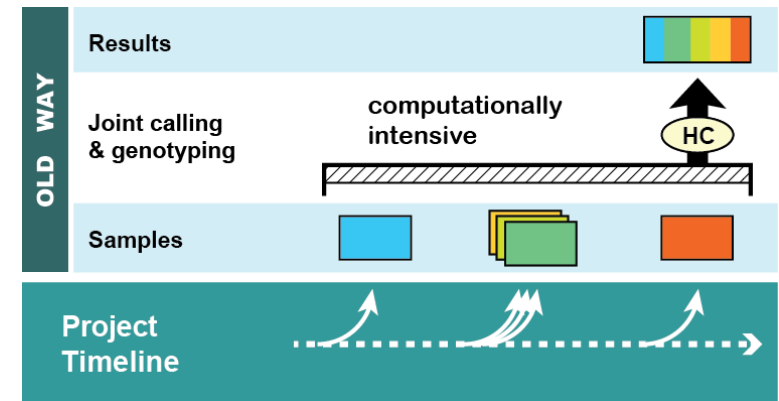 OLD WAY
Results
Joint calling
& genotyping
computationally
intensive
HC
Samples
Project
Timeline